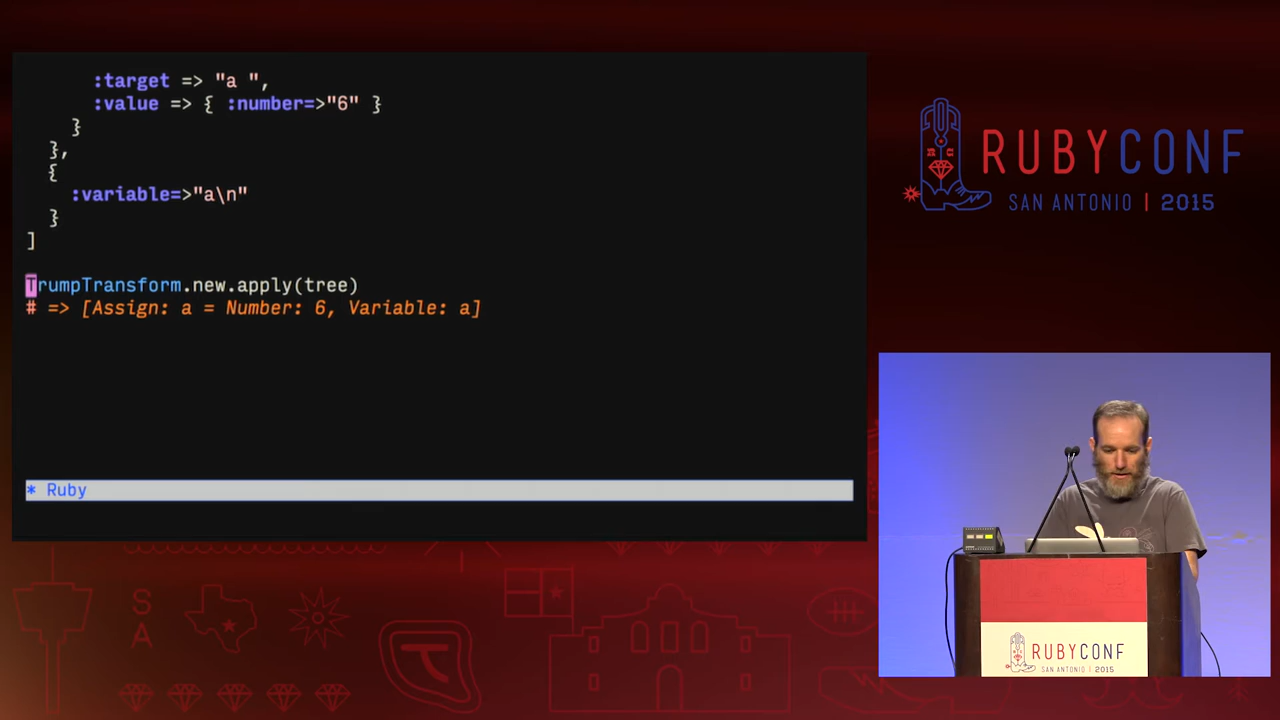 :target => "a ",
:value => { :number=>"6" }
}
},
{
:variable=>"a\n"
}
]
TrumpTransform.new.apply(tree)
# => [Assign: a = Number: 6, Variable: a]
* Ruby
RUBYCONF
SAN ANTONIO | 2015
S
A
RUBYCONF
SAN ANTONIO | 2015